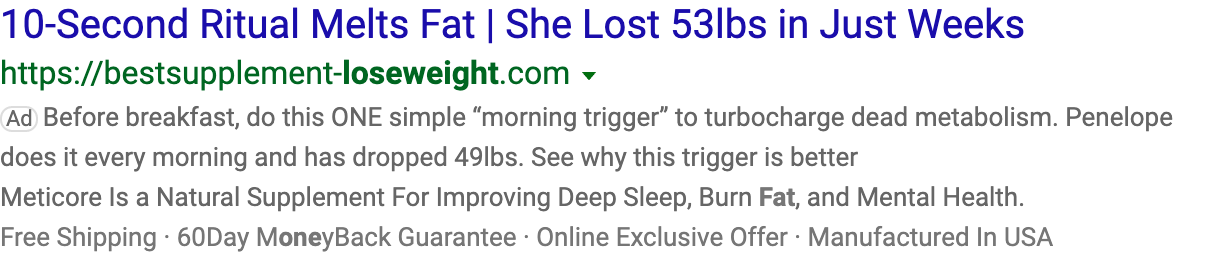 10-Second Ritual Melts Fat | She Lost 53lbs in Just Weeks
https://bestsupplement-loseweight.com
Ad Before breakfast, do this ONE simple “morning trigger” to turbocharge dead metabolism. Penelope
does it every morning and has dropped 49lbs. See why this trigger is better
Meticore Is a Natural Supplement For Improving Deep Sleep, Burn Fat, and Mental Health.
Free Shipping · 60Day MoneyBack Guarantee · Online Exclusive Offer · Manufactured In USA